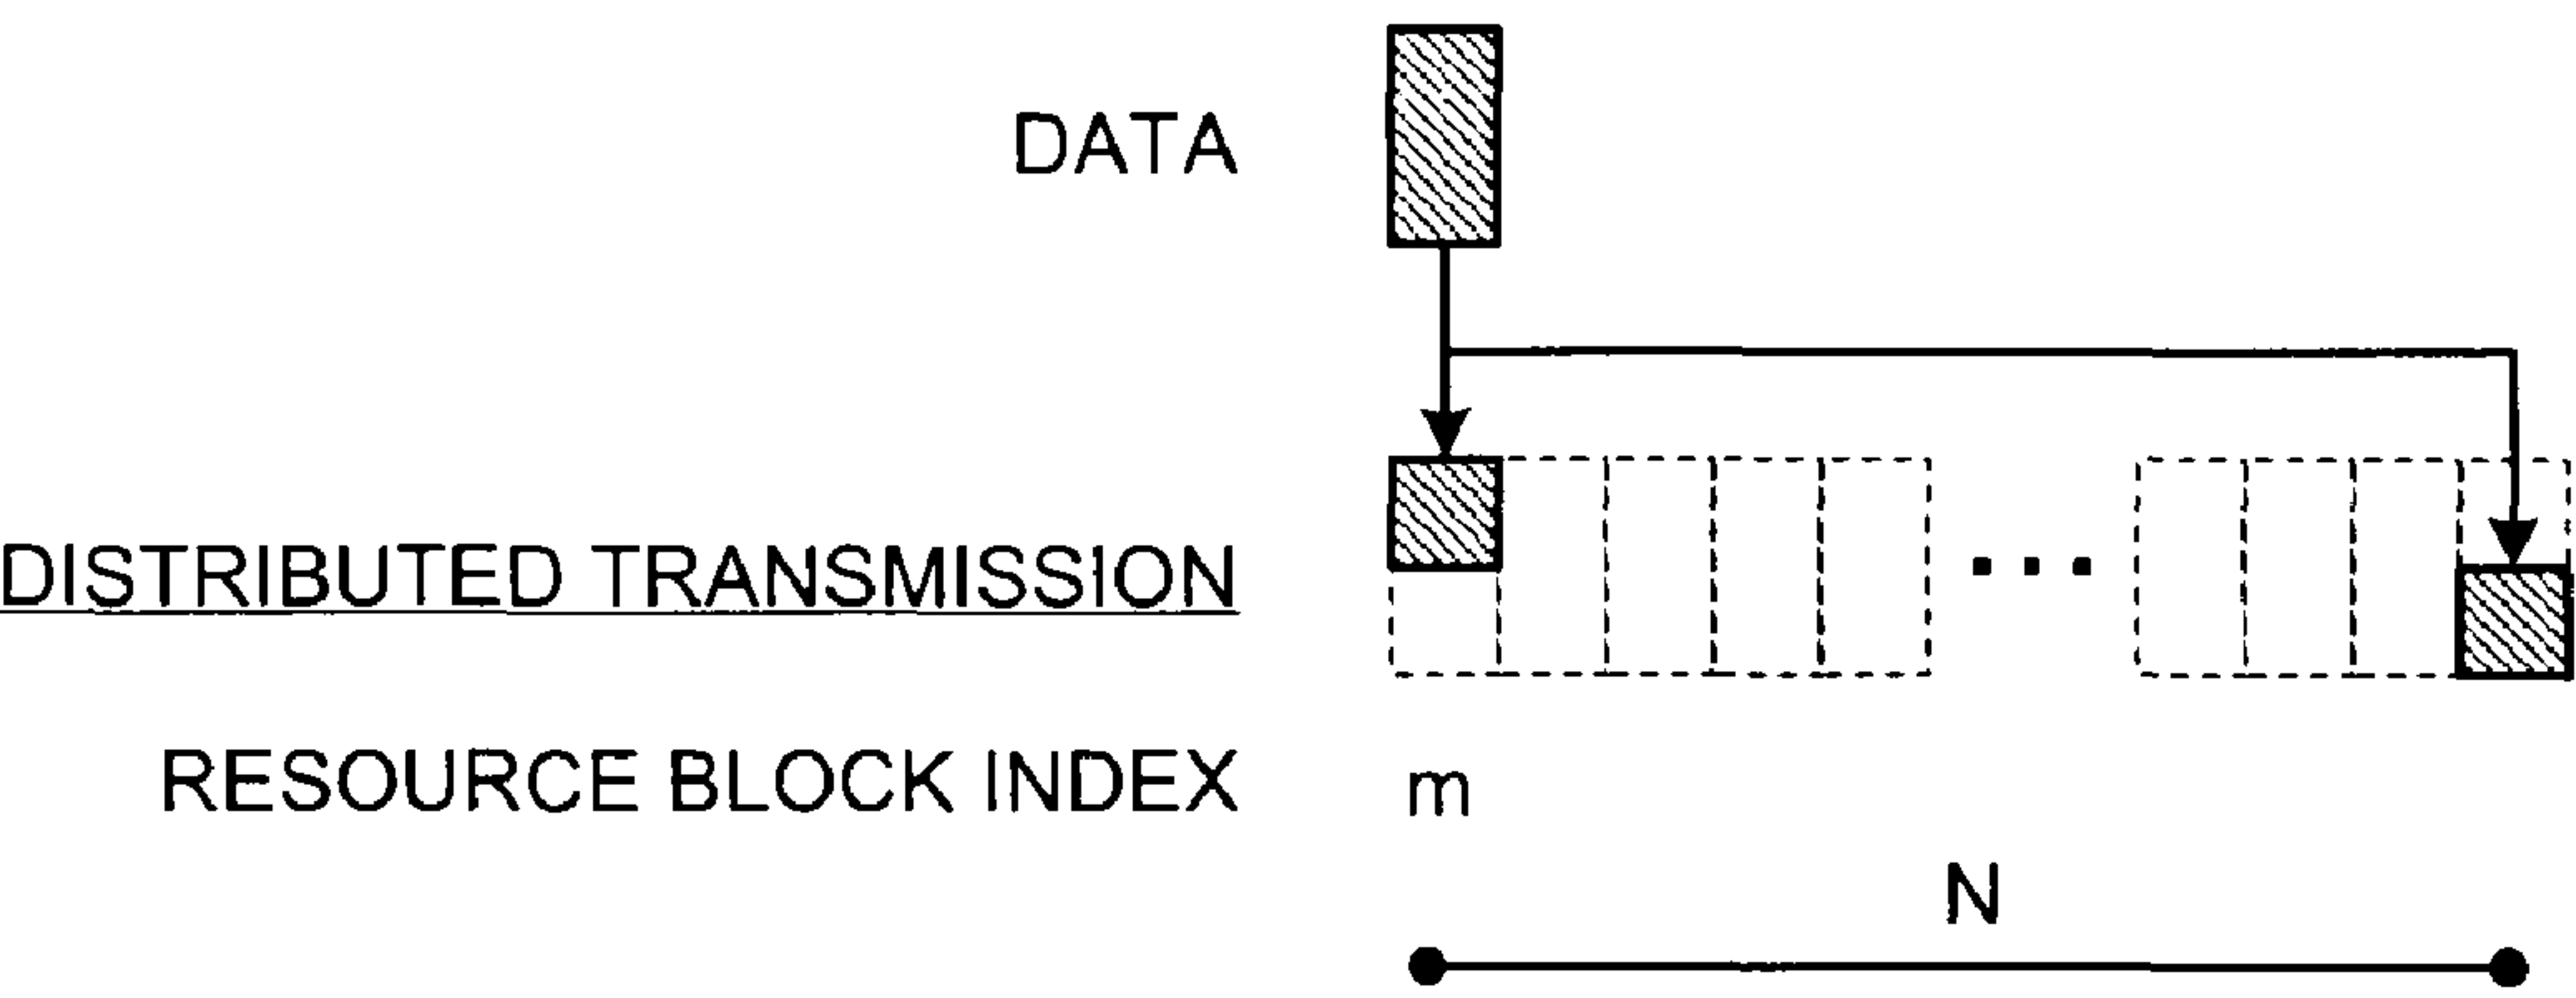 DATA
DISTRIBUTED TRANSMISSION
RESOURCE BLOCK INDEX m
N